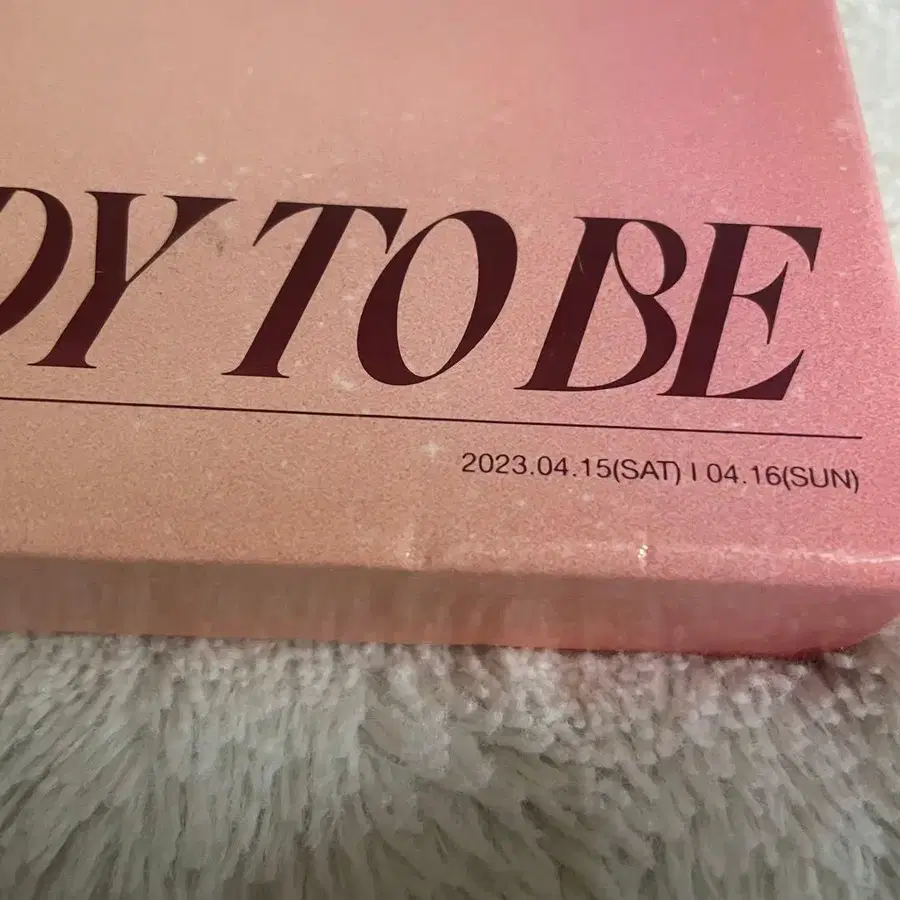 DY TO BE
2023.04.15(SAT) I 04.16(SUN)